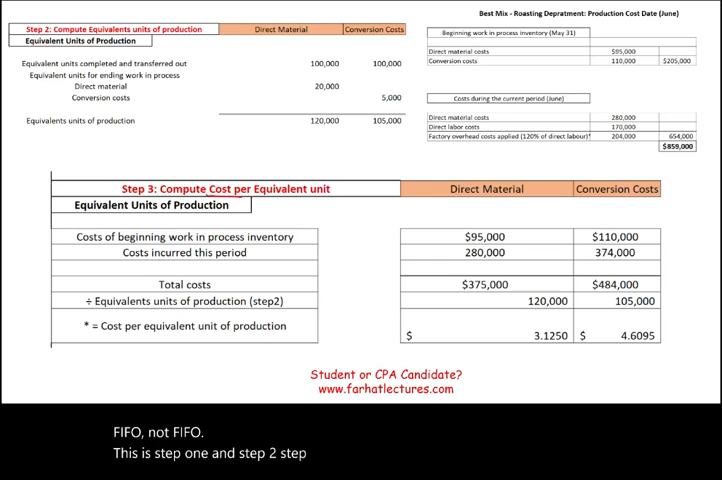 Best Mix - Roasting Depratment: Production Cost Date (June)
Step 2: Compute Equivalents units of production Direct Material Conversion Costs
Equivalent Units of Production
Equivalent units completed and transferred out 100,000 100,000
Equivalent units for ending work in process
Direct material 20,000
Conversion costs 5,000
Equivalents units of production 120,000 105,000
Beginning work in process inventory (May 31)
Direct material costs $95,000
Conversion costs 110,000 $205,000
Costs during the current period (June)
Direct material costs 280,000
Direct labor costs 170,000
Factory overhead costs applied (120% of direct labour)* 204,000 654,000
$859,000
Step 3: Compute Cost per Equivalent unit Direct Material Conversion Costs
Equivalent Units of Production
Costs of beginning work in process inventory $95,000 $110,000
Costs incurred this period 280,000 374,000
Total costs $375,000 $484,000
÷ Equivalents units of production (step2) 120,000 105,000
* = Cost per equivalent unit of production $ 3.1250 $ 4.6095
Student or CPA Candidate?
www.farhatlectures.com
FIFO, not FIFO.
This is step one and step 2 step